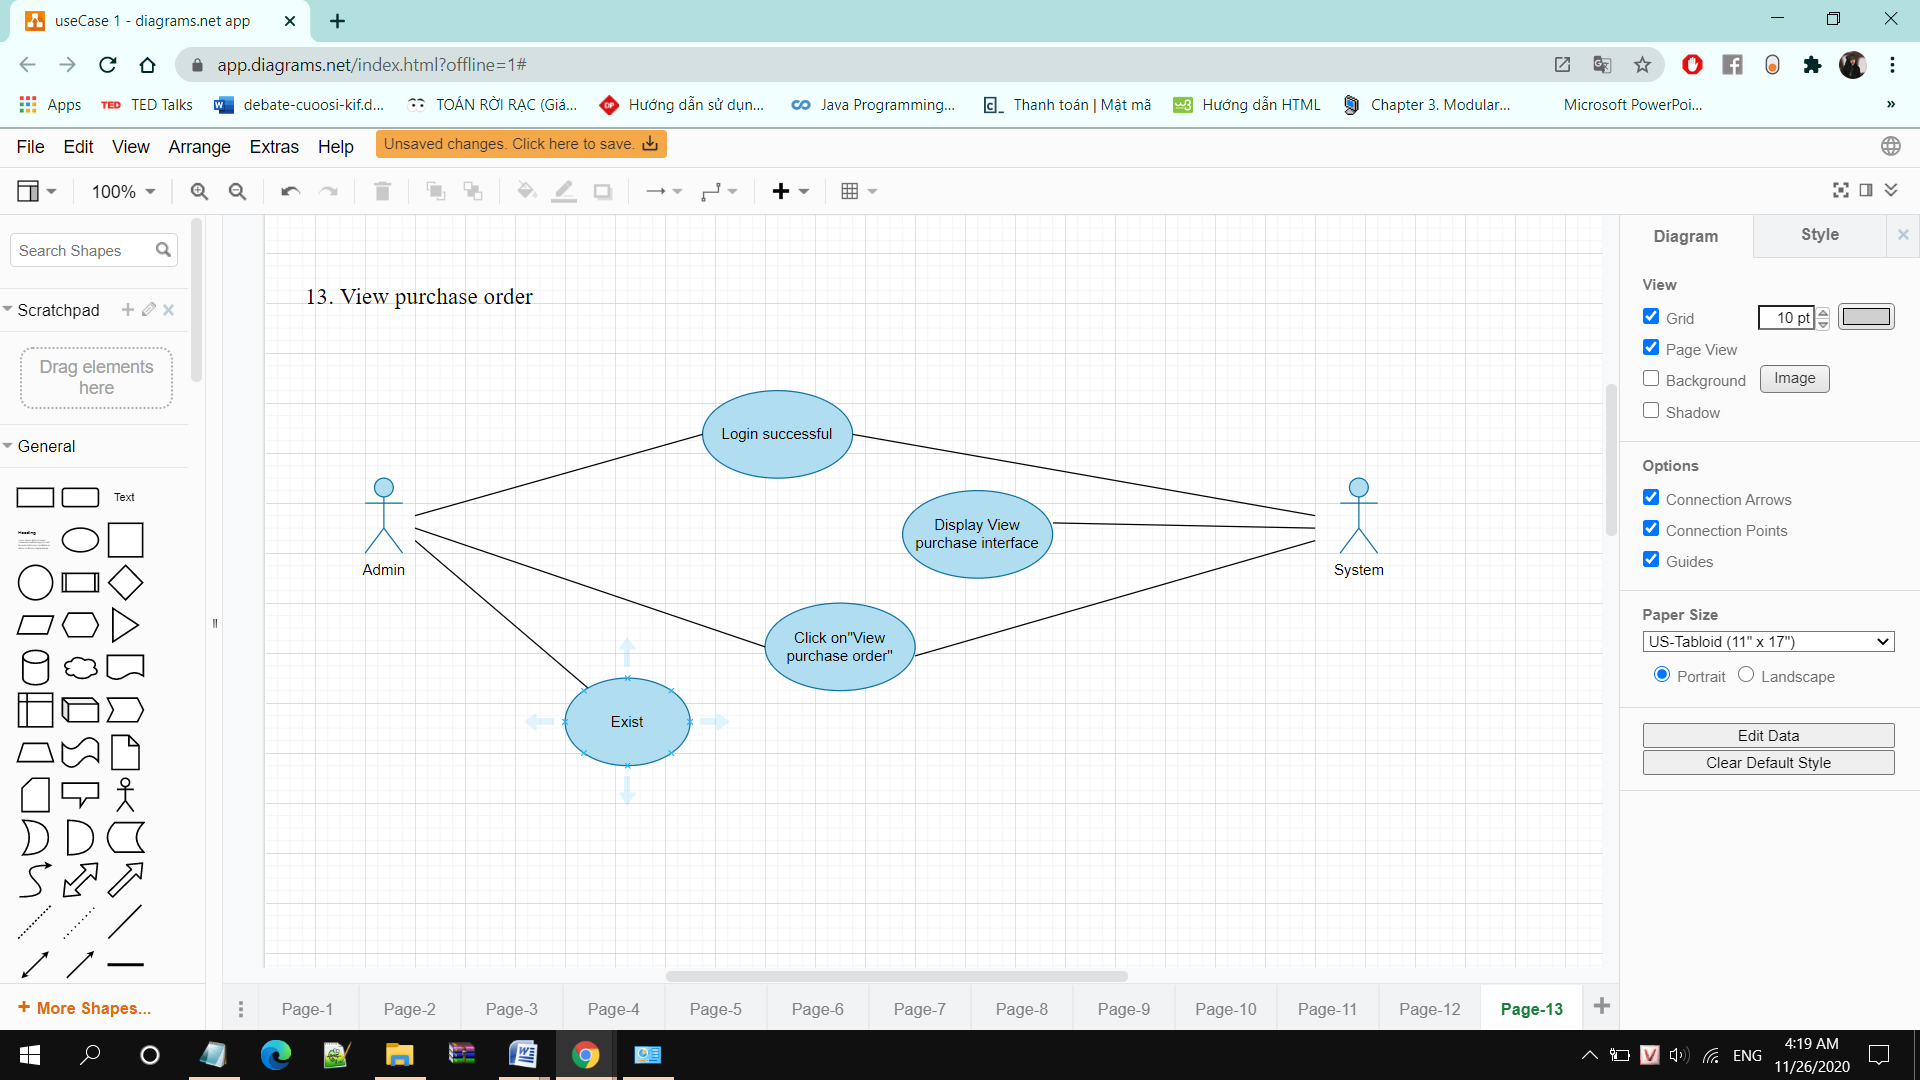 useCase 1 - diagrams.net app
app.diagrams.net/index.html?offline=1#
Apps
TED TED Talks
debate-cuoosi-kif.d...
TOÁN RỜI RẠC (Giá...
Hướng dẫn sử dụn...
Java Programming...
Thanh toán | Mật mã
Hướng dẫn HTML
Chapter 3. Modular...
Microsoft PowerPoi...
File Edit View Arrange Extras Help
Unsaved changes. Click here to save.
100%
Search Shapes
Scratchpad
Drag elements
here
General
Text
Heading
More Shapes...
13. View purchase order
Login successful
Display View
purchase interface
Admin
System
Click on"View
purchase order"
Exist
Diagram
Style
View
Grid
10 pt
Page View
Background
Image
Shadow
Options
Connection Arrows
Connection Points
Guides
Paper Size
US-Tabloid (11" x 17")
Portrait
Landscape
Edit Data
Clear Default Style
Page-1
Page-2
Page-3
Page-4
Page-5
Page-6
Page-7
Page-8
Page-9
Page-10
Page-11
Page-12
Page-13
ENG
4:19 AM
11/26/2020